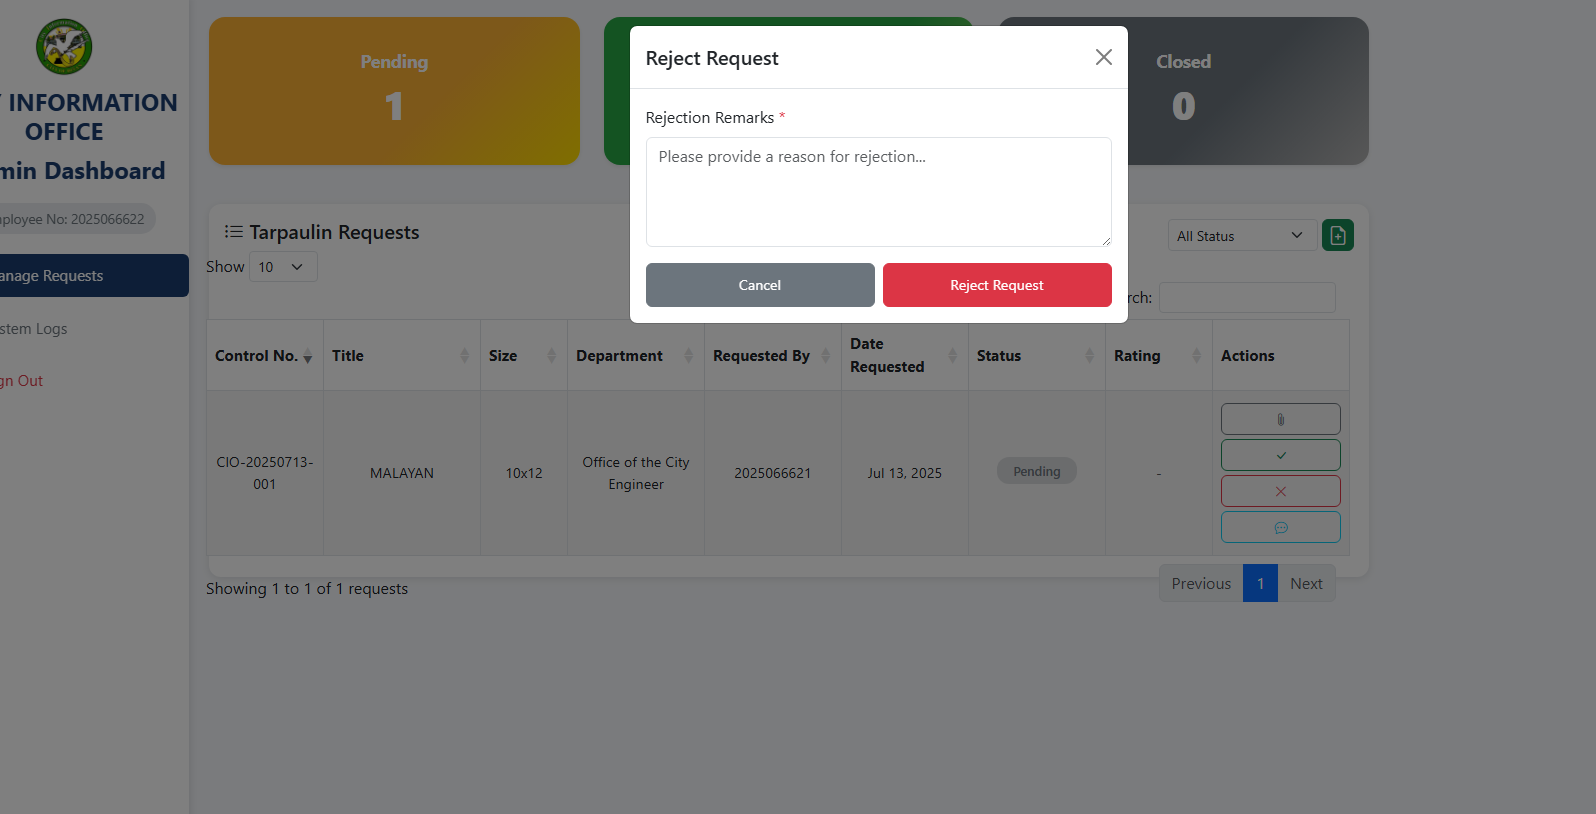 INFORMATION
OFFICE
min Dashboard
ployee No: 2025066622
anage Requests
stem Logs
gn Out
Pending
1
Closed
0
Reject Request
Rejection Remarks *
Please provide a reason for rejection...
Cancel
Reject Request
Tarpaulin Requests
All Status
Show 10
rch:
Control No.
Title
Size
Department
Requested By
Date
Requested
Status
Rating
Actions
CIO-20250713-
001
MALAYAN
10x12
Office of the City
Engineer
2025066621
Jul 13, 2025
Pending
-
Showing 1 to 1 of 1 requests
Previous
1
Next